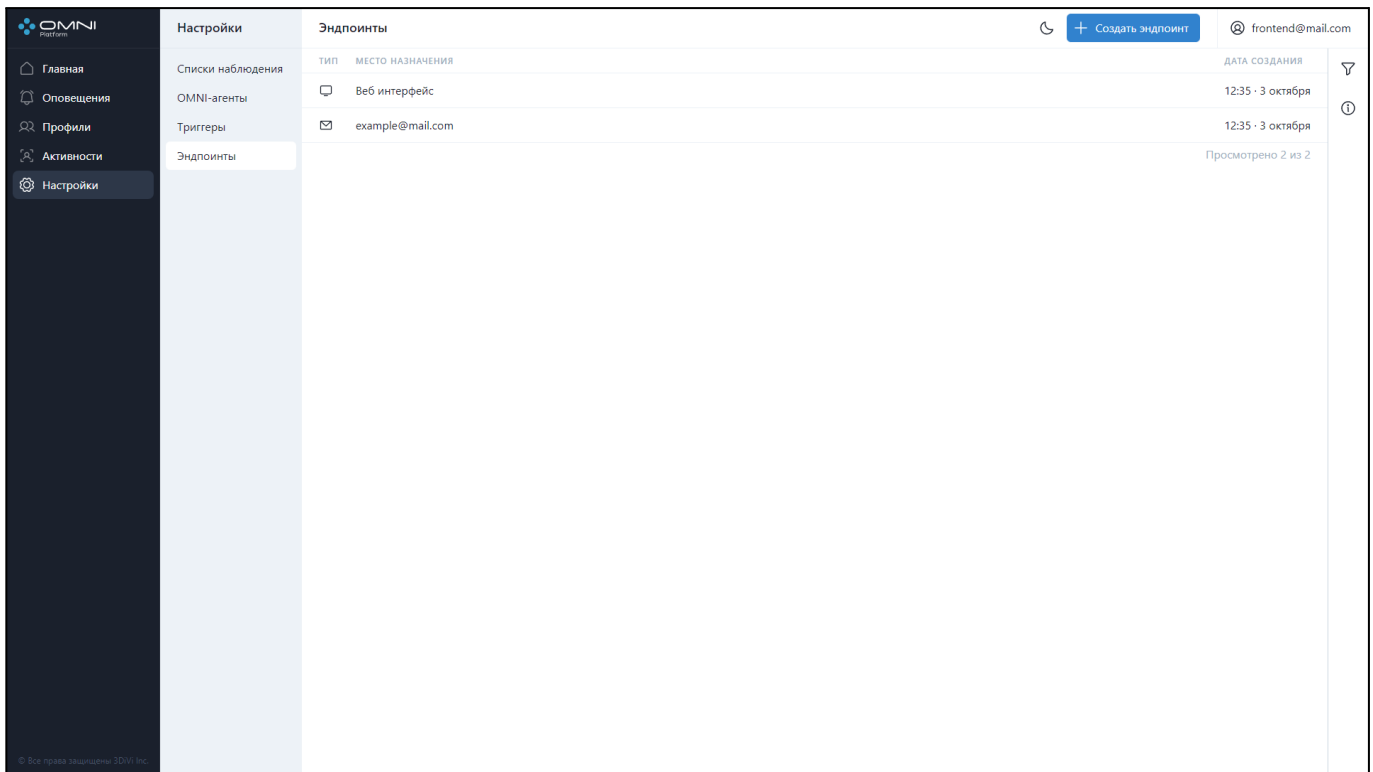 OMNI
Platform
Главная
Оповещения
Профили
Активности
Настройки
© Все права защищены 3DiVi Inc.
Настройки
Списки наблюдения
OMNI-агенты
Триггеры
Эндпоинты
Эндпоинты
Создать эндпоинт
frontend@mail.com
ТИП МЕСТО НАЗНАЧЕНИЯ ДАТА СОЗДАНИЯ
Веб интерфейс 12:35 · 3 октября
example@mail.com 12:35 · 3 октября
Просмотрено 2 из 2